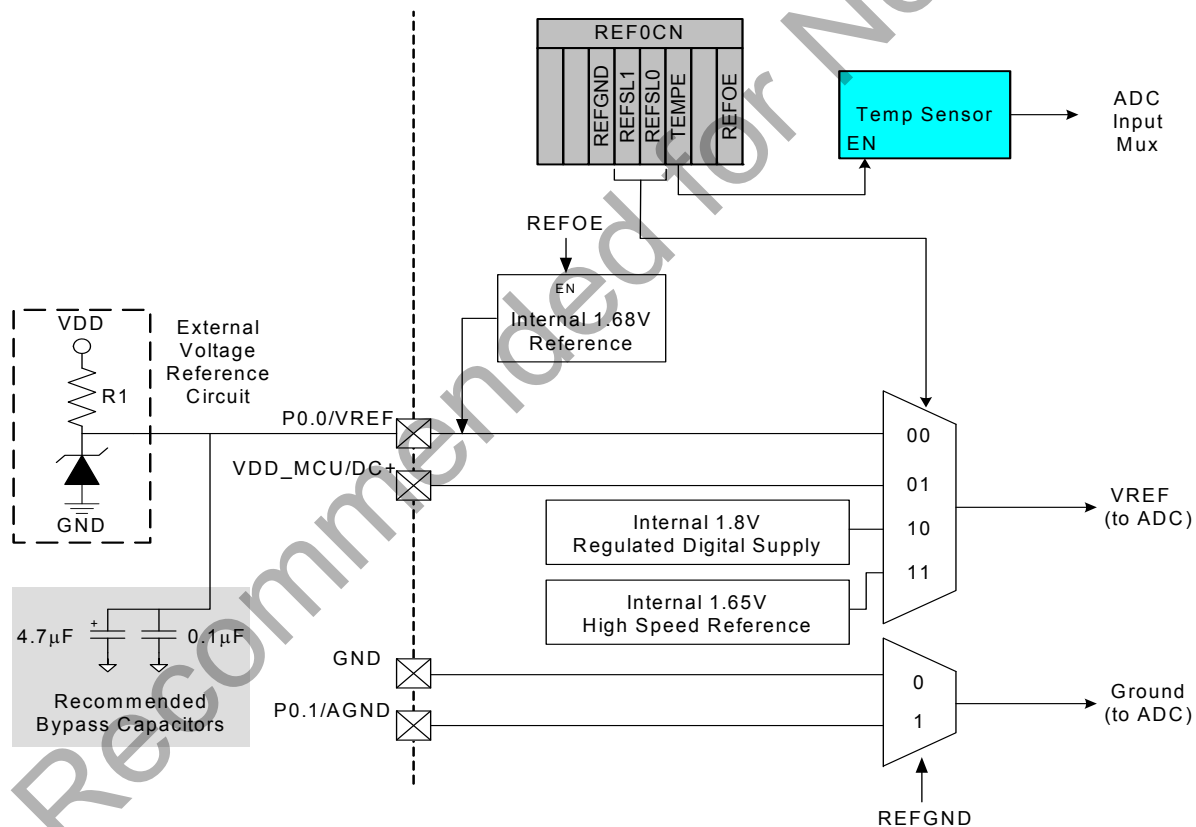 REF0CN
REFGND
REFSL1
REFSL0
TEMPE
REFOE
Temp Sensor
EN
ADC
Input
Mux
REFOE
EN
Internal 1.68V
Reference
VDD
R1
GND
External
Voltage
Reference
Circuit
P0.0/VREF
VDD_MCU/DC+
00
01
10
11
Internal 1.8V
Regulated Digital Supply
Internal 1.65V
High Speed Reference
VREF
(to ADC)
4.7μF
+
0.1μF
Recommended
Bypass Capacitors
GND
P0.1/AGND
0
1
Ground
(to ADC)
REFGND
Recommended for N